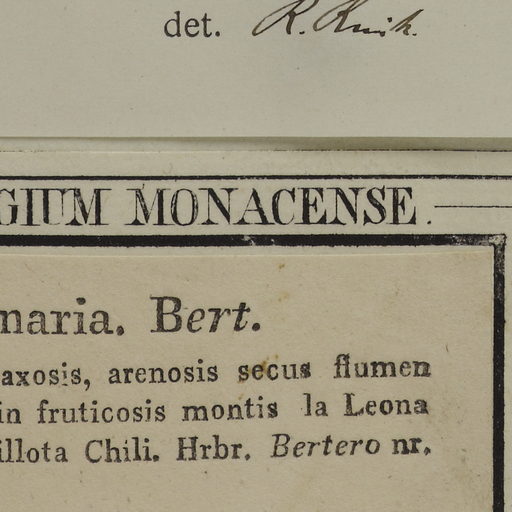 det. R. Knuth.
GIUM MONACENSE.
naria. Bert.
axosis, arenosis secus flumen
in fruticosis montis la Leona
illota Chili. Hrbr. Bertero nr.